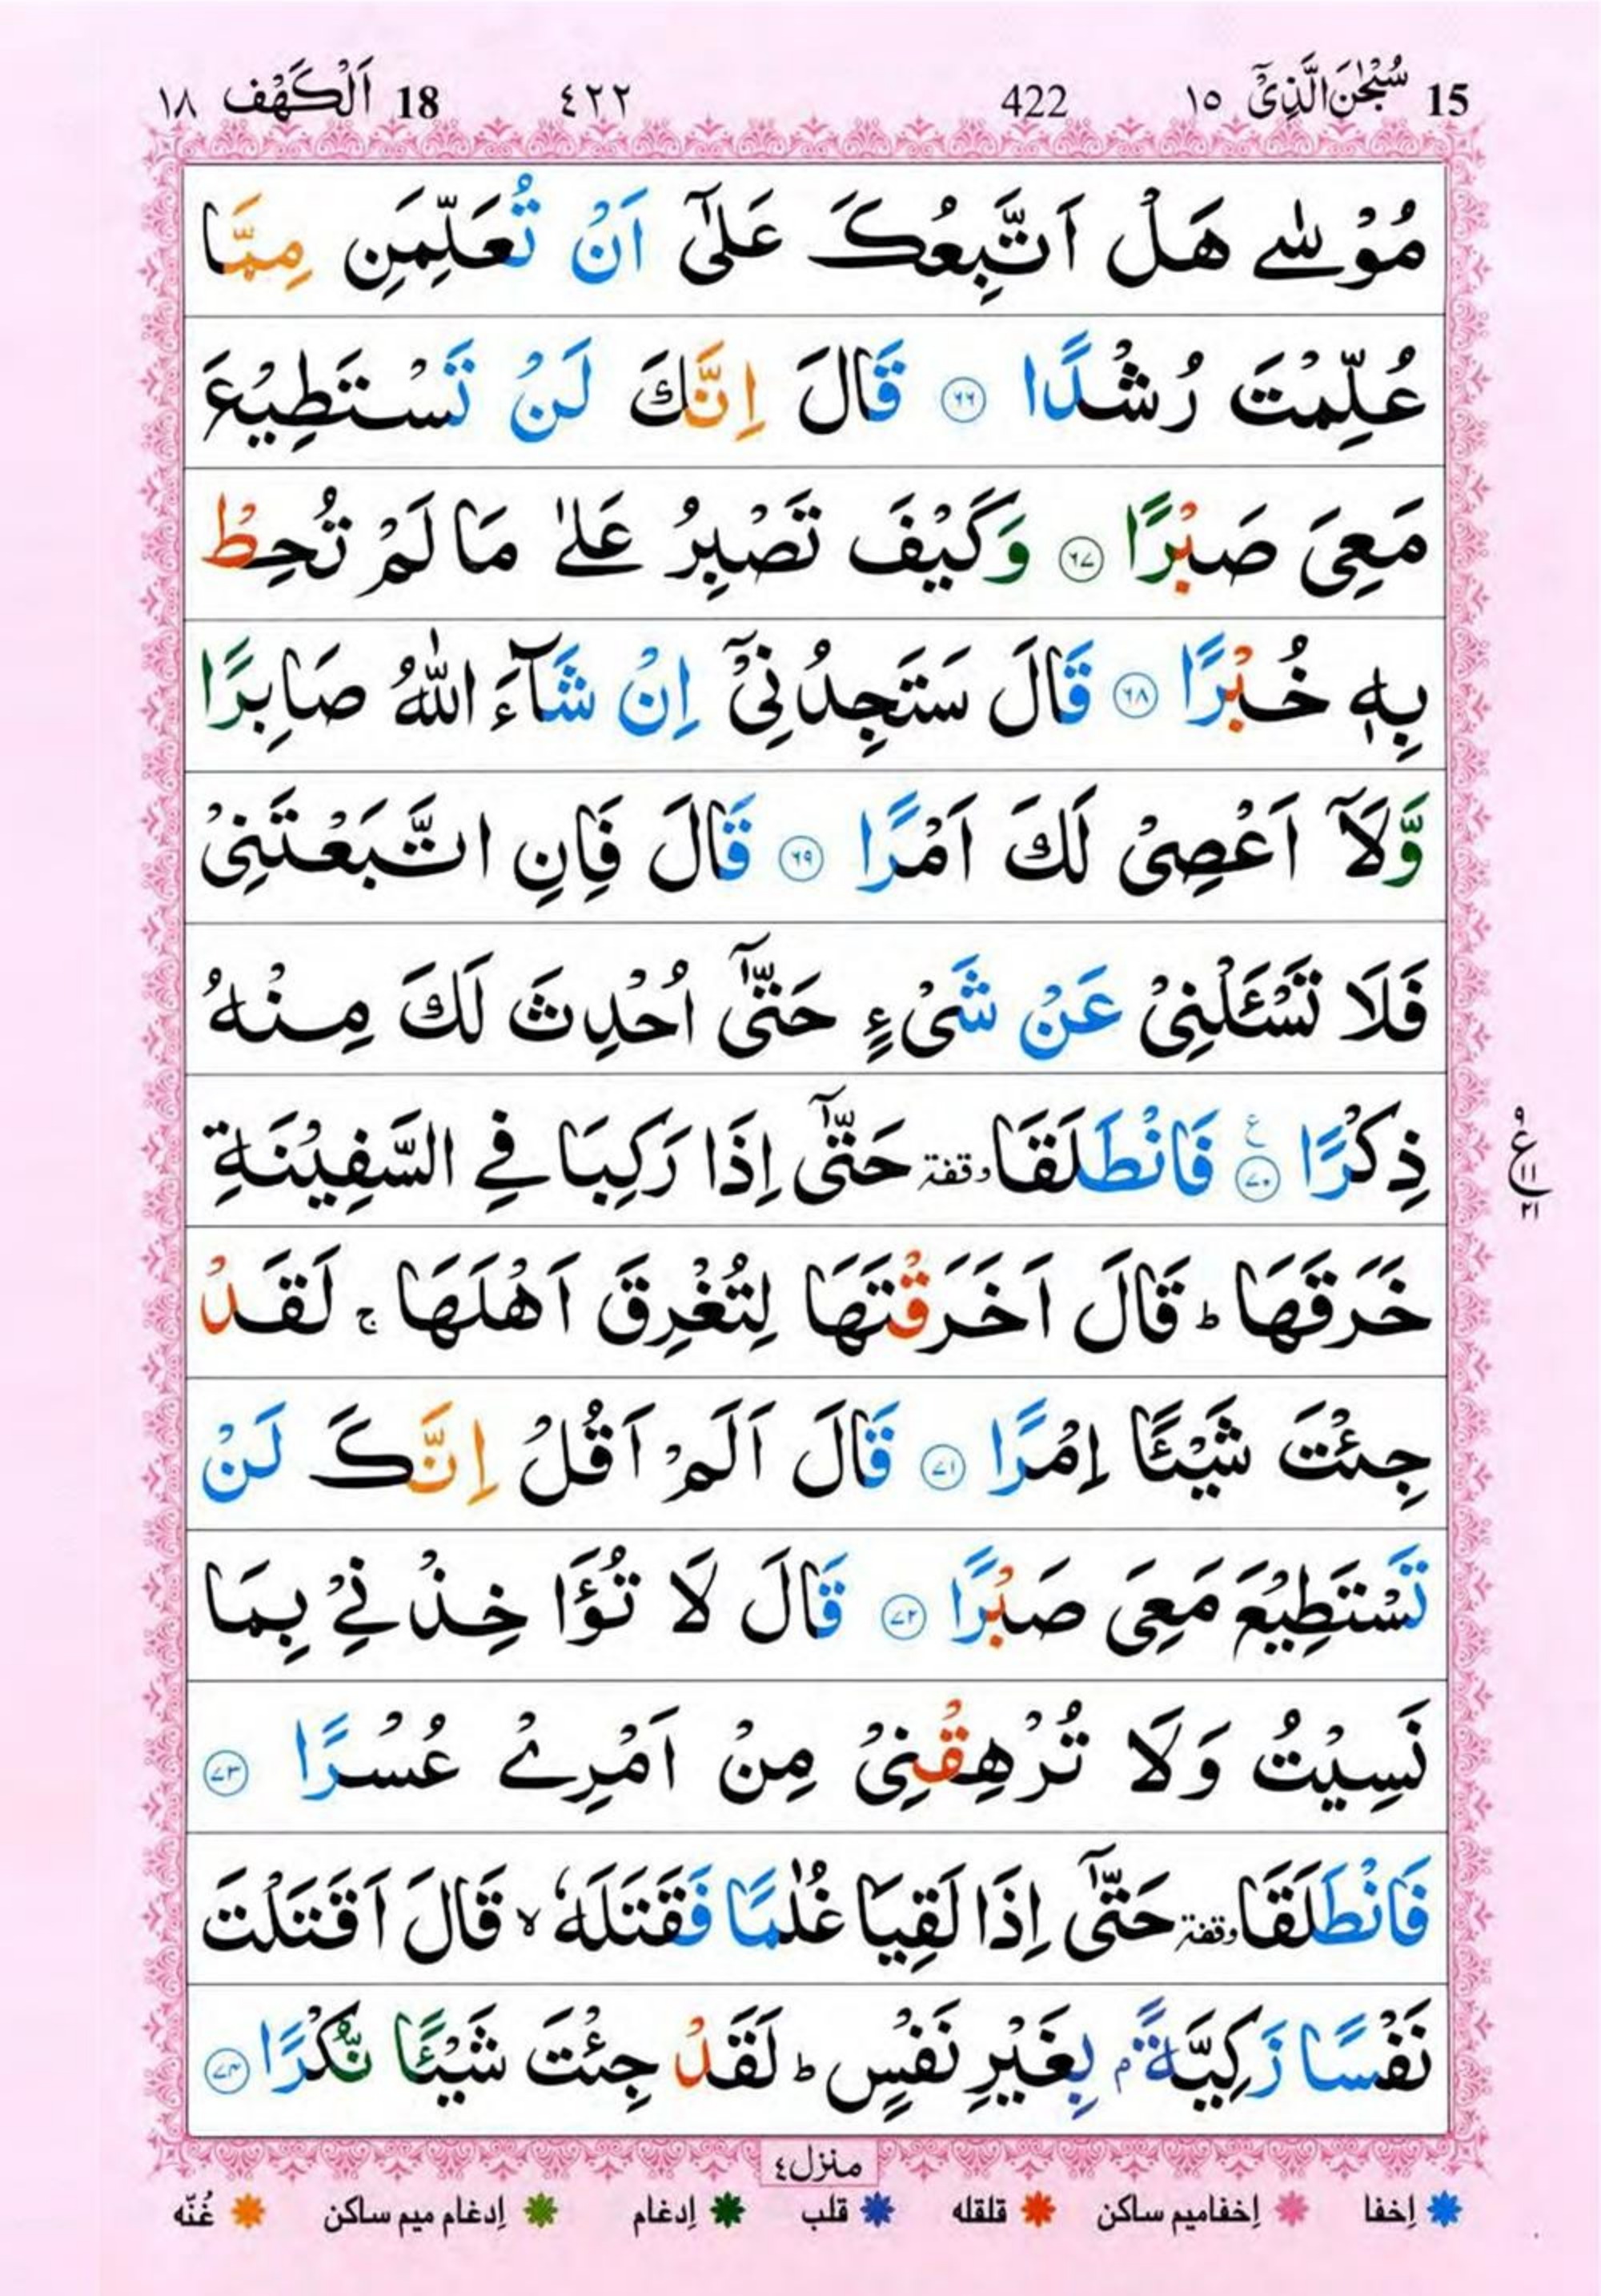 15 سُبْحٰنَ الَّذِیْۤ ١٥ 422 ٤٢٢ 18 اَلْكَهْف ١٨
مُوْسٰی هَلْ اَتَّبِعُكَ عَلٰۤی اَنْ تُعَلِّمَنِ مِمَّا
عُلِّمْتَ رُشْدًا ﴿٦٦﴾ قَالَ اِنَّكَ لَنْ تَسْتَطِیْعَ
مَعِیَ صَبْرًا ﴿٦٧﴾ وَكَیْفَ تَصْبِرُ عَلٰی مَا لَمْ تُحِطْ
بِهٖ خُبْرًا ﴿٦٨﴾ قَالَ سَتَجِدُنِیْۤ اِنْ شَآءَ اللّٰهُ صَابِرًا
وَّلَاۤ اَعْصِیْ لَكَ اَمْرًا ﴿٦٩﴾ قَالَ فَاِنِ اتَّبَعْتَنِیْ
فَلَا تَسْـَٔلْنِیْ عَنْ شَیْءٍ حَتّٰۤی اُحْدِثَ لَكَ مِنْهُ
ذِكْرًا ﴿٧٠﴾ ع فَانْطَلَقَا وقفة حَتّٰۤی اِذَا رَكِبَا فِی السَّفِیْنَةِ
ع ٩ ١١ ٢١
خَرَقَهَا ؕ قَالَ اَخَرَقْتَهَا لِتُغْرِقَ اَهْلَهَا ۚ لَقَدْ
جِئْتَ شَیْـًٔا اِمْرًا ﴿٧١﴾ قَالَ اَلَمْ اَقُلْ اِنَّكَ لَنْ
تَسْتَطِیْعَ مَعِیَ صَبْرًا ﴿٧٢﴾ قَالَ لَا تُؤَاخِذْنِیْ بِمَا
نَسِیْتُ وَلَا تُرْهِقْنِیْ مِنْ اَمْرِیْ عُسْرًا ﴿٧٣﴾
فَانْطَلَقَا وقفة حَتّٰۤی اِذَا لَقِیَا غُلٰمًا فَقَتَلَهٗ ۙ قَالَ اَقَتَلْتَ
نَفْسًا زَكِیَّةًۢ بِغَیْرِ نَفْسٍ ؕ لَقَدْ جِئْتَ شَیْـًٔا نُّكْرًا ﴿٧٤﴾
منزل ٤
اِخفا اِخفامیم ساکن قلقله قلب اِدغام اِدغام میم ساکن غُنّه